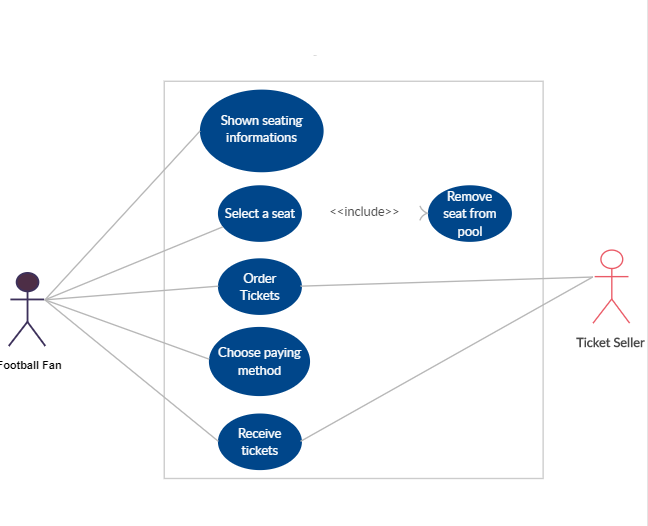 Shown seating
informations
Select a seat
<<include>>
Remove
seat from
pool
Order
Tickets
Football Fan
Ticket Seller
Choose paying
method
Receive
tickets